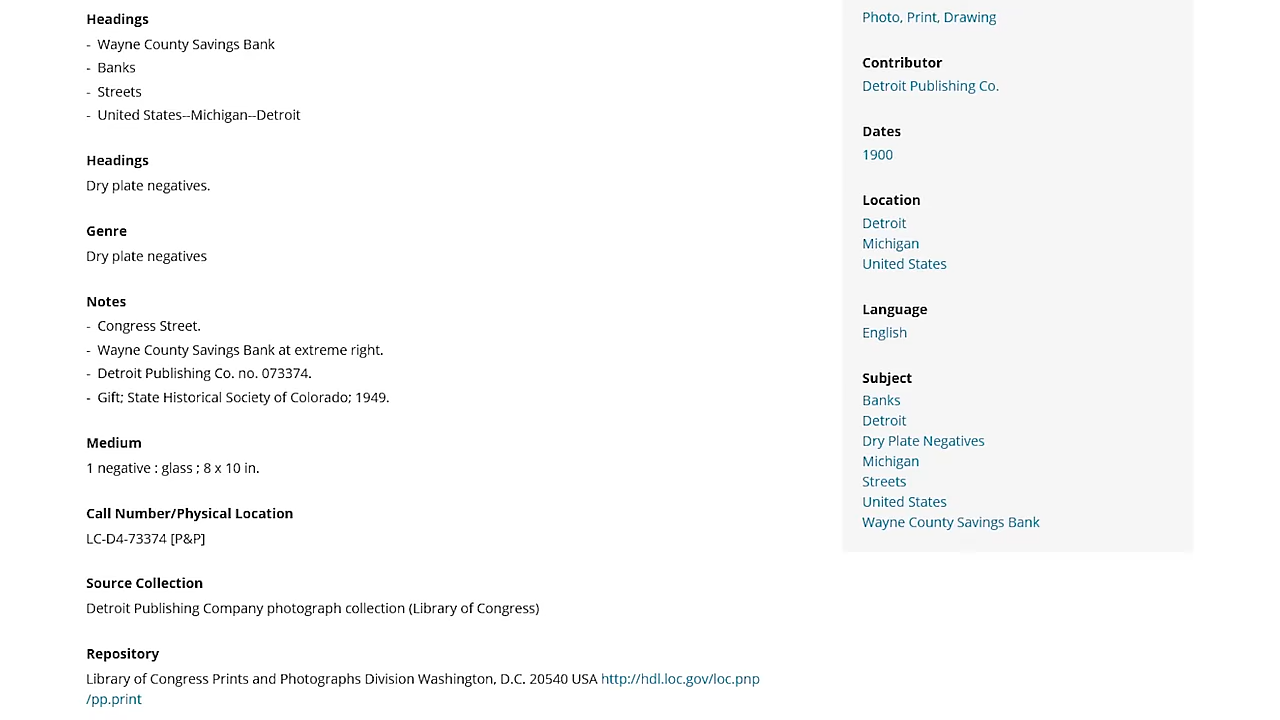 Headings
- Wayne County Savings Bank
- Banks
- Streets
- United States--Michigan--Detroit
Headings
Dry plate negatives.
Genre
Dry plate negatives
Notes
- Congress Street.
- Wayne County Savings Bank at extreme right.
- Detroit Publishing Co. no. 073374.
- Gift; State Historical Society of Colorado; 1949.
Medium
1 negative : glass ; 8 x 10 in.
Call Number/Physical Location
LC-D4-73374 [P&P]
Source Collection
Detroit Publishing Company photograph collection (Library of Congress)
Repository
Library of Congress Prints and Photographs Division Washington, D.C. 20540 USA http://hdl.loc.gov/loc.pnp
/pp.print
Photo, Print, Drawing
Contributor
Detroit Publishing Co.
Dates
1900
Location
Detroit
Michigan
United States
Language
English
Subject
Banks
Detroit
Dry Plate Negatives
Michigan
Streets
United States
Wayne County Savings Bank